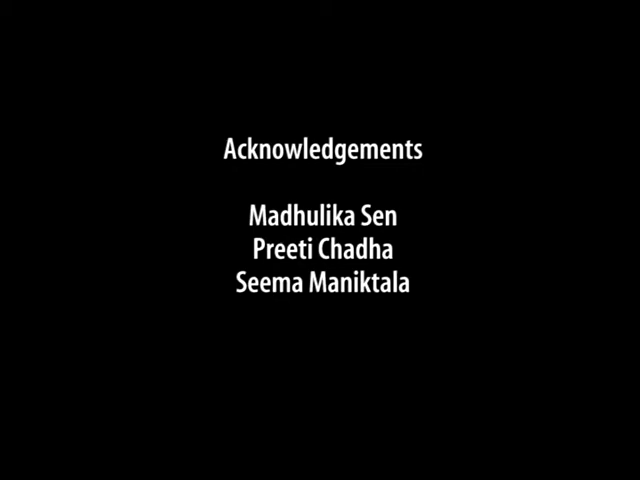 Acknowledgements
Madhulika Sen
Preeti Chadha
Seema Maniktala